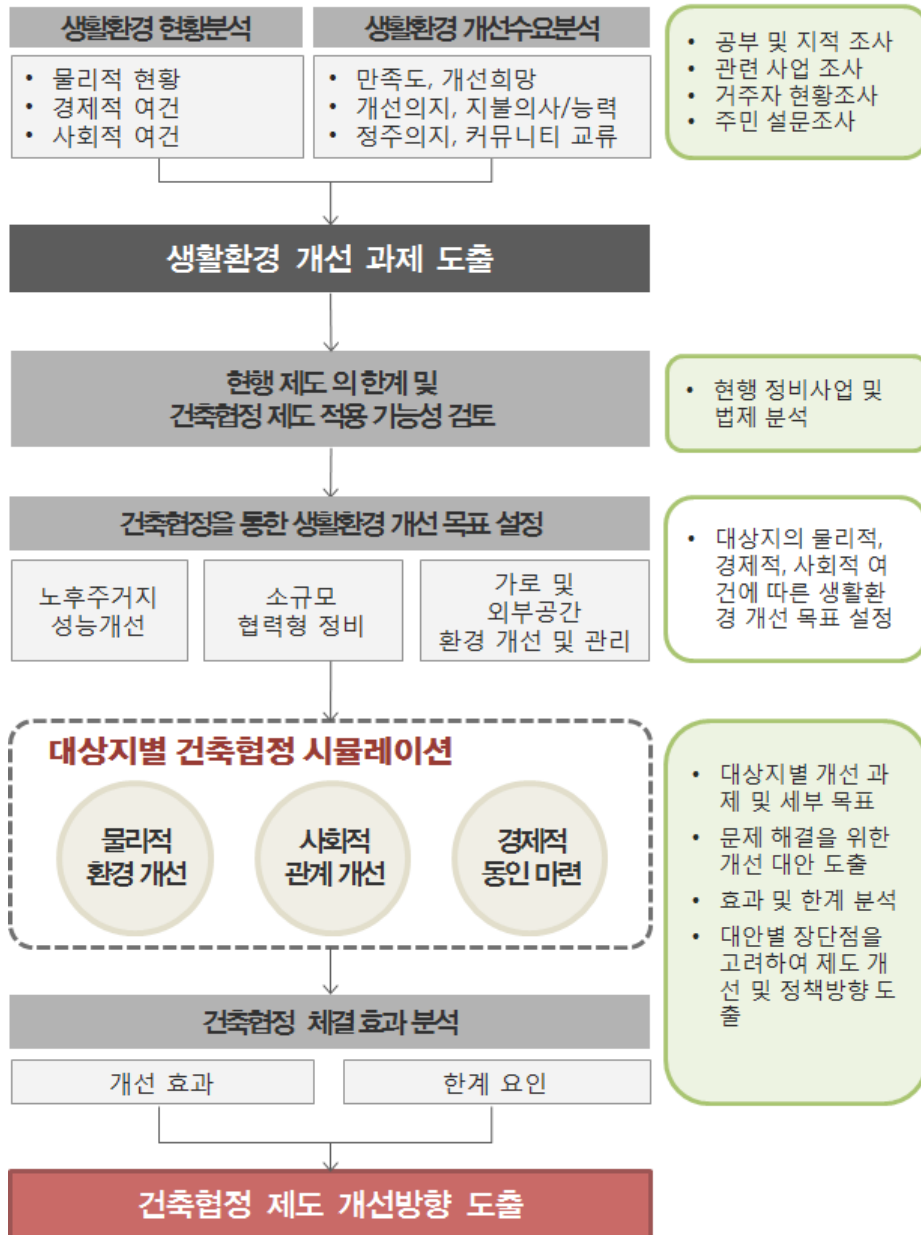 생활환경 현황분석
• 물리적 현황
• 경제적 여건
• 사회적 여건
생활환경 개선수요분석
• 만족도, 개선희망
• 개선의지, 지불의사/능력
• 정주의지, 커뮤니티 교류
• 공부 및 지적 조사
• 관련 사업 조사
• 거주자 현황조사
• 주민 설문조사
생활환경 개선 과제 도출
현행 제도 의 한계 및
건축협정 제도 적용 가능성 검토
• 현행 정비사업 및
법제 분석
건축협정을 통한 생활환경 개선 목표 설정
노후주거지
성능개선
소규모
협력형 정비
가로 및
외부공간
환경 개선 및 관리
• 대상지의 물리적,
경제적, 사회적 여
건에 따른 생활환
경 개선 목표 설정
대상지별 건축협정 시뮬레이션
물리적
환경 개선
사회적
관계 개선
경제적
동인 마련
• 대상지별 개선 과
제 및 세부 목표
• 문제 해결을 위한
개선 대안 도출
• 효과 및 한계 분석
• 대안별 장단점을
고려하여 제도 개
선 및 정책방향 도
출
건축협정 체결 효과 분석
개선 효과
한계 요인
건축협정 제도 개선방향 도출